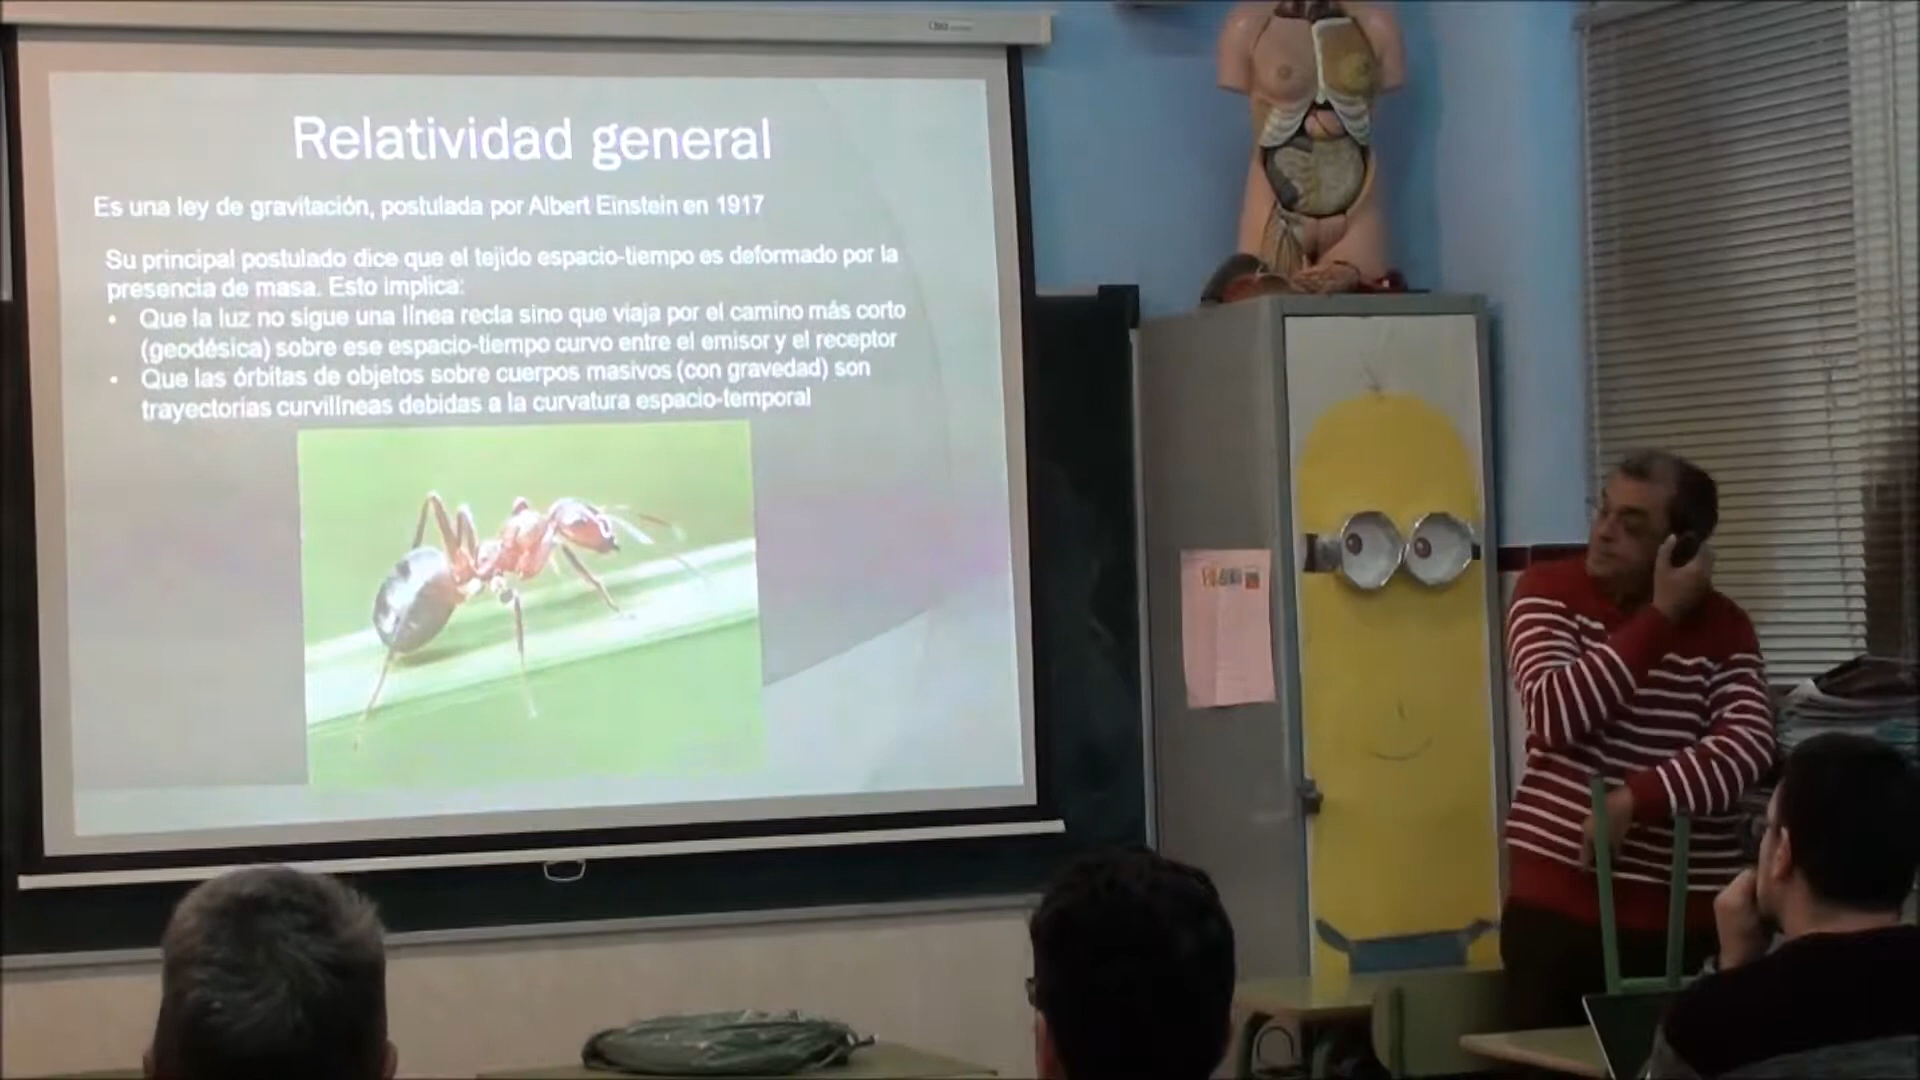 Relatividad general
Es una ley de gravitación, postulada por Albert Einstein en 1917
Su principal postulado dice que el tejido espacio-tiempo es deformado por la
presencia de masa. Esto implica:
• Que la luz no sigue una línea recta sino que viaja por el camino más corto
(geodésica) sobre ese espacio-tiempo curvo entre el emisor y el receptor
• Que las órbitas de objetos sobre cuerpos masivos (con gravedad) son
trayectorias curvilíneas debidas a la curvatura espacio-temporal